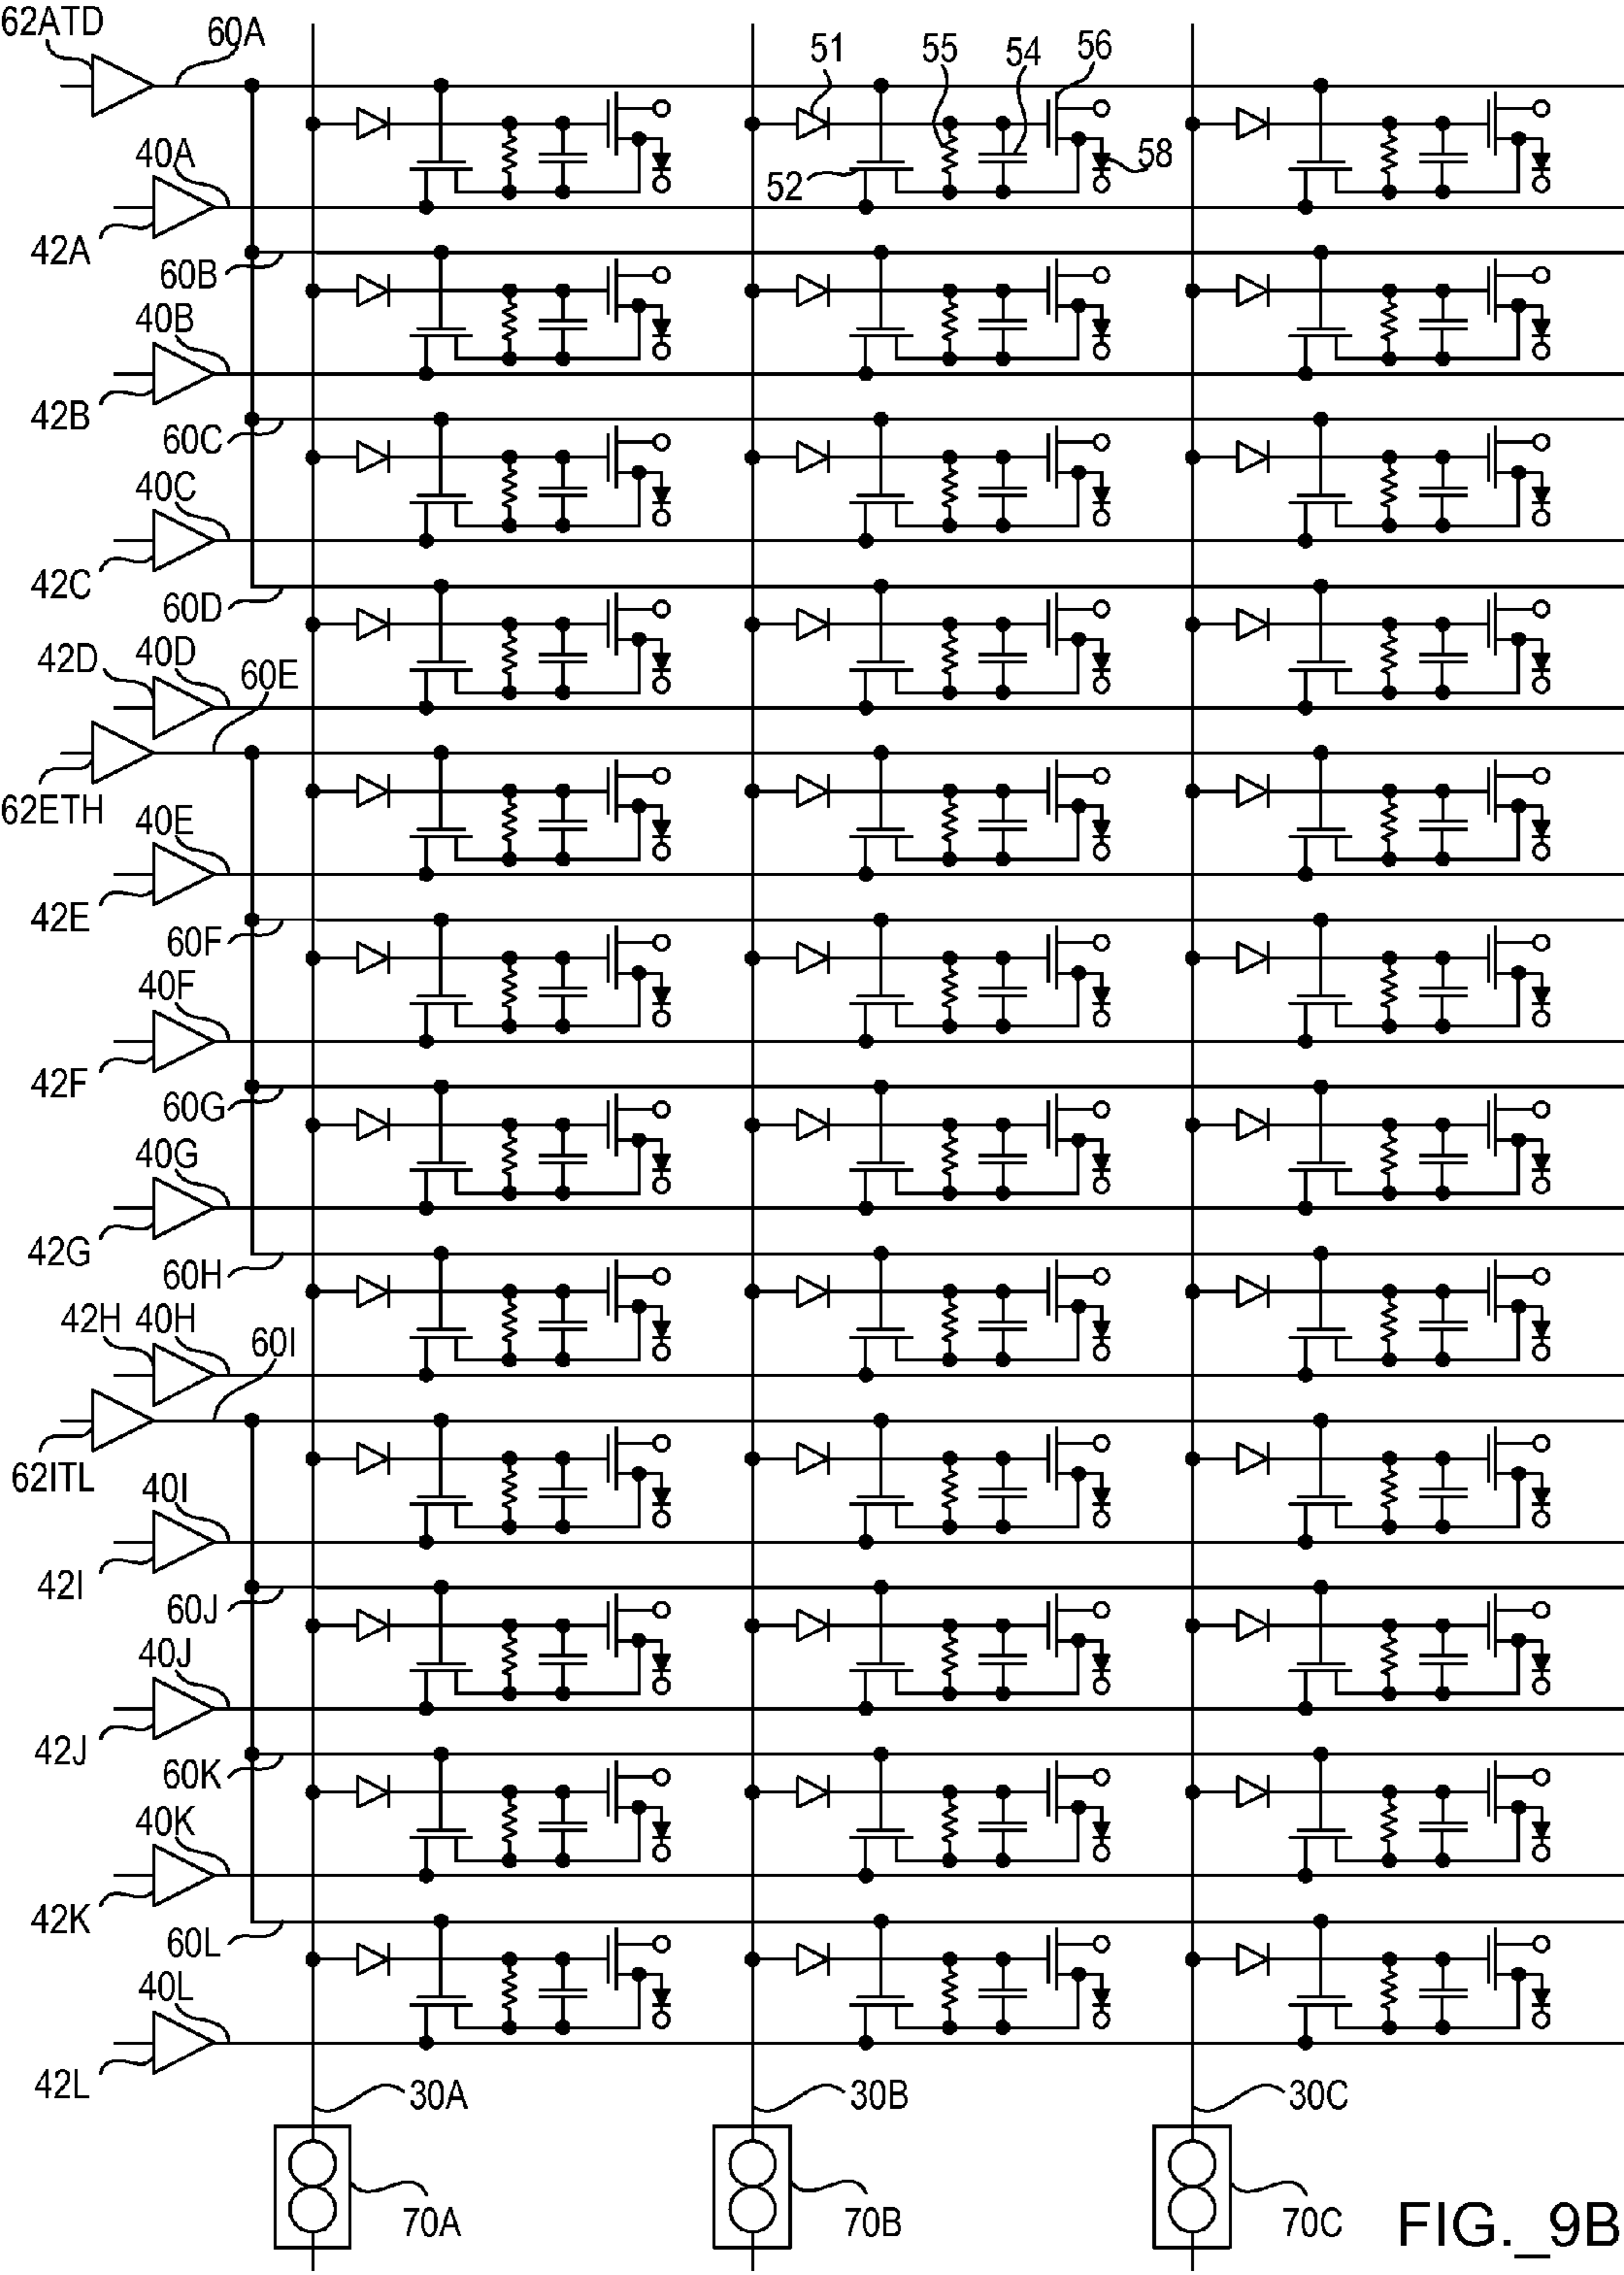 62ATD 60A 51 55 54 56
40A 52 58
42A
60B
40B
42B
60C
40C
42C
60D
42D 40D 60E
62ETH
40E
42E
60F
40F
42F
60G
40G
42G
60H
42H 40H 60I
62ITL
40I
42I
60J
40J
42J
60K
40K
42K
60L
40L
42L
30A 30B 30C
70A 70B 70C
FIG._9B